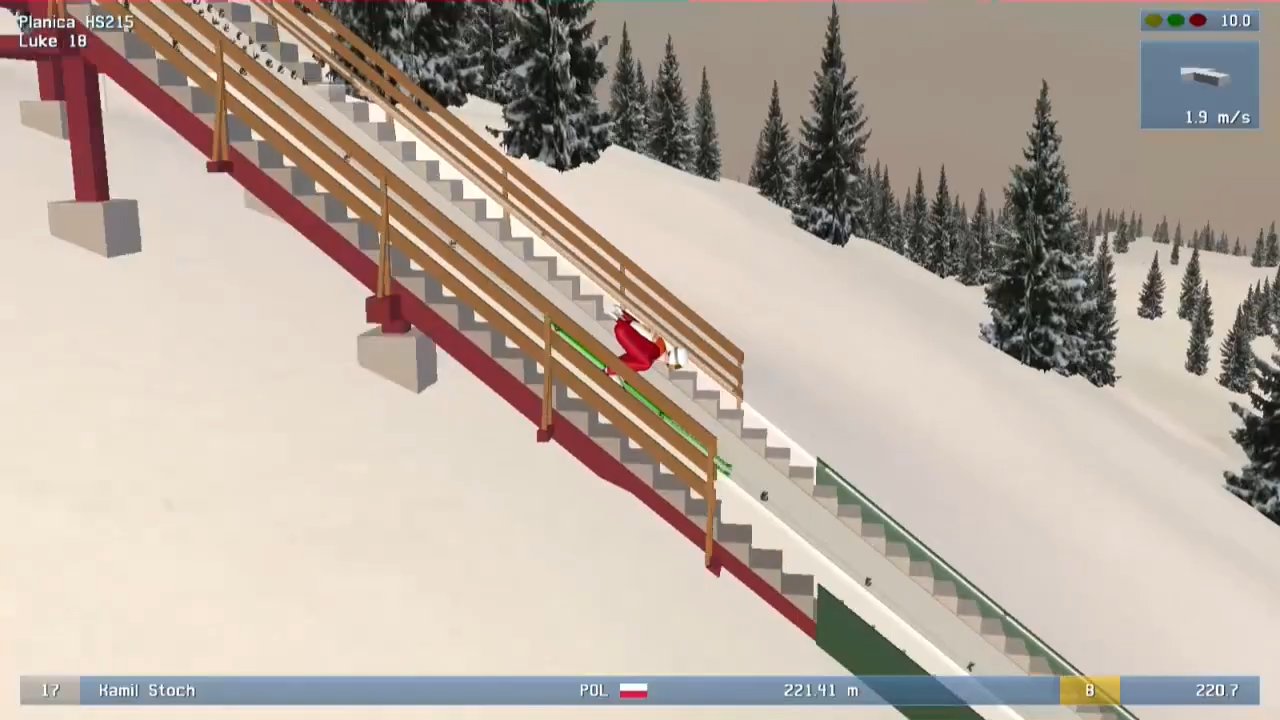 Planica HS215
Luke 18
10.0
1.9 m/s
17 Kamil Stoch POL 221.41 m 8 220.7